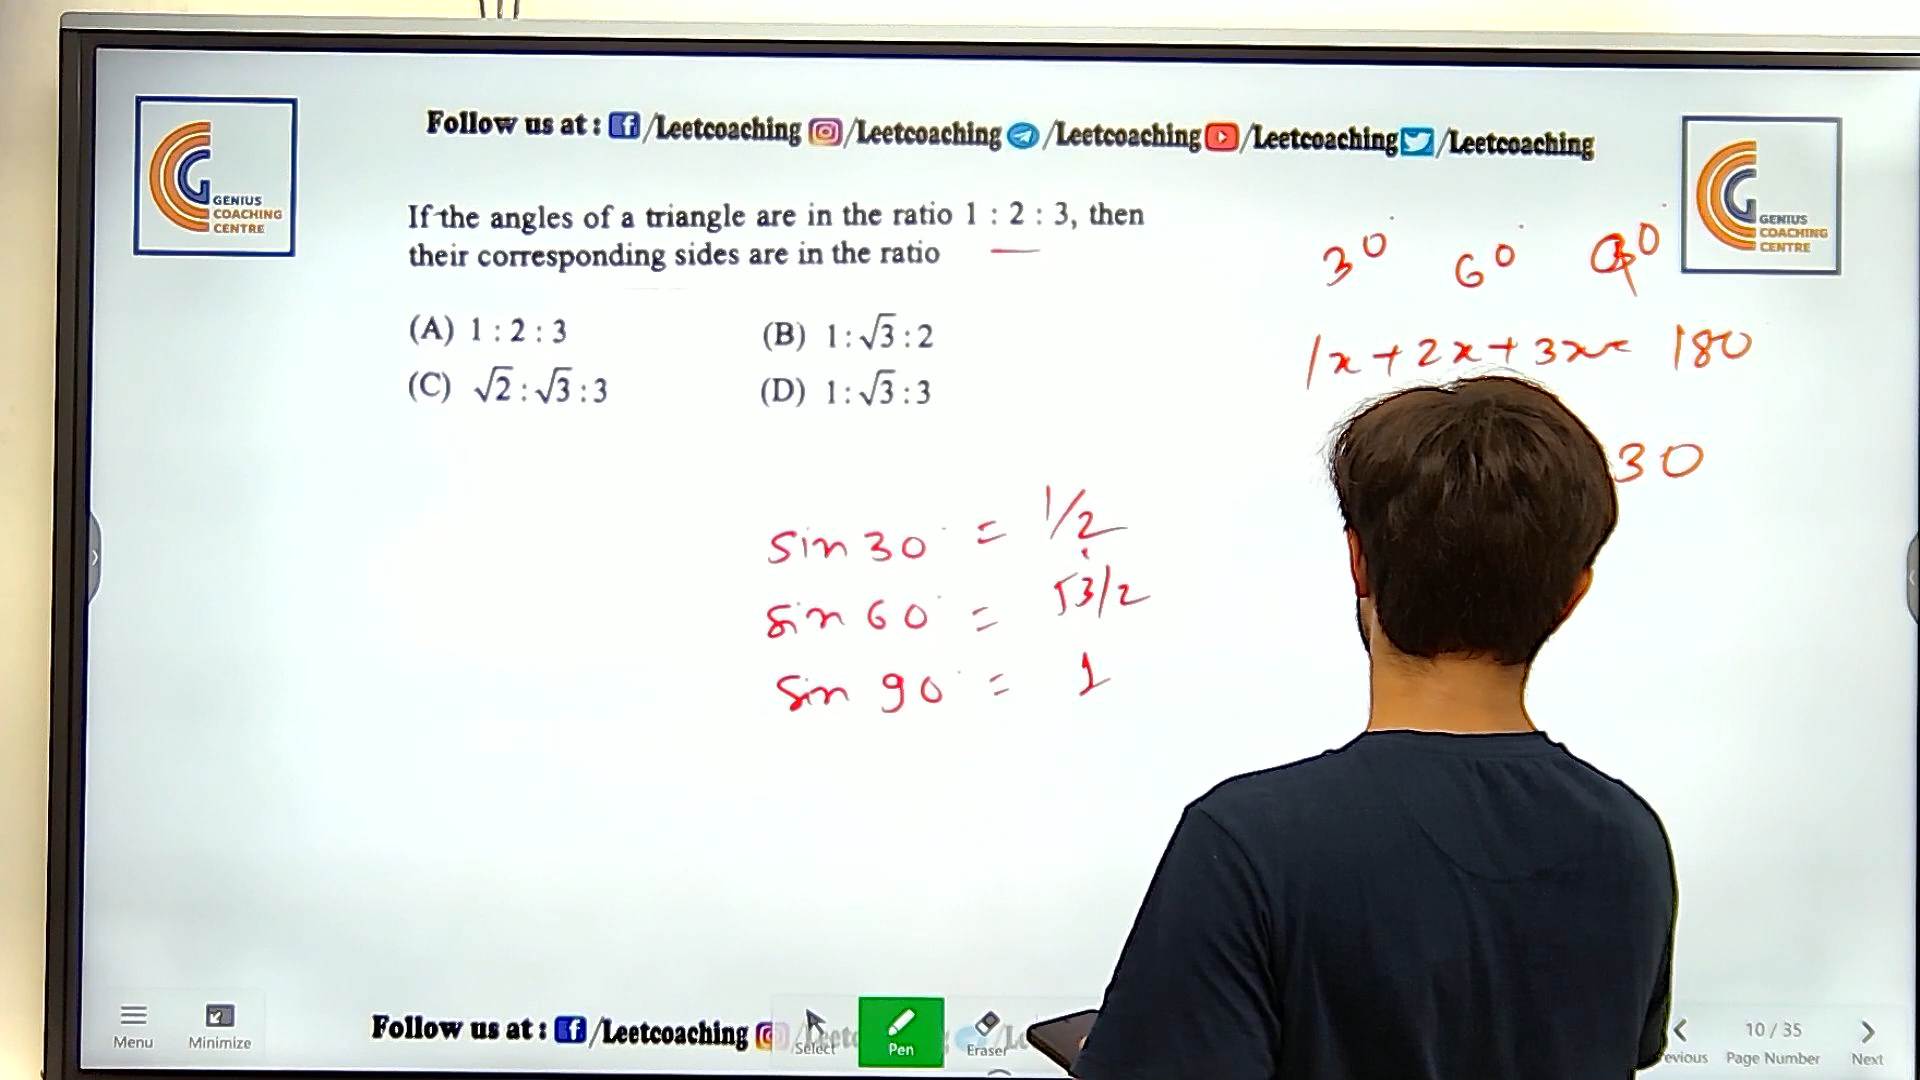 Follow us at : /Leetcoaching /Leetcoaching /Leetcoaching /Leetcoaching /Leetcoaching
GENIUS
COACHING
CENTRE
GENIUS
COACHING
CENTRE
If the angles of a triangle are in the ratio 1 : 2 : 3, then
their corresponding sides are in the ratio
(A) 1 : 2 : 3 (B) 1 : √3 : 2
(C) √2 : √3 : 3 (D) 1 : √3 : 3
30° 60° 90°
1x + 2x + 3x = 180
30
sin 30° = 1/2
sin 60° = √3/2
sin 90° = 1
Follow us at : /Leetcoaching
Menu Minimize Select Pen Eraser
10 / 35
evious Page Number Next